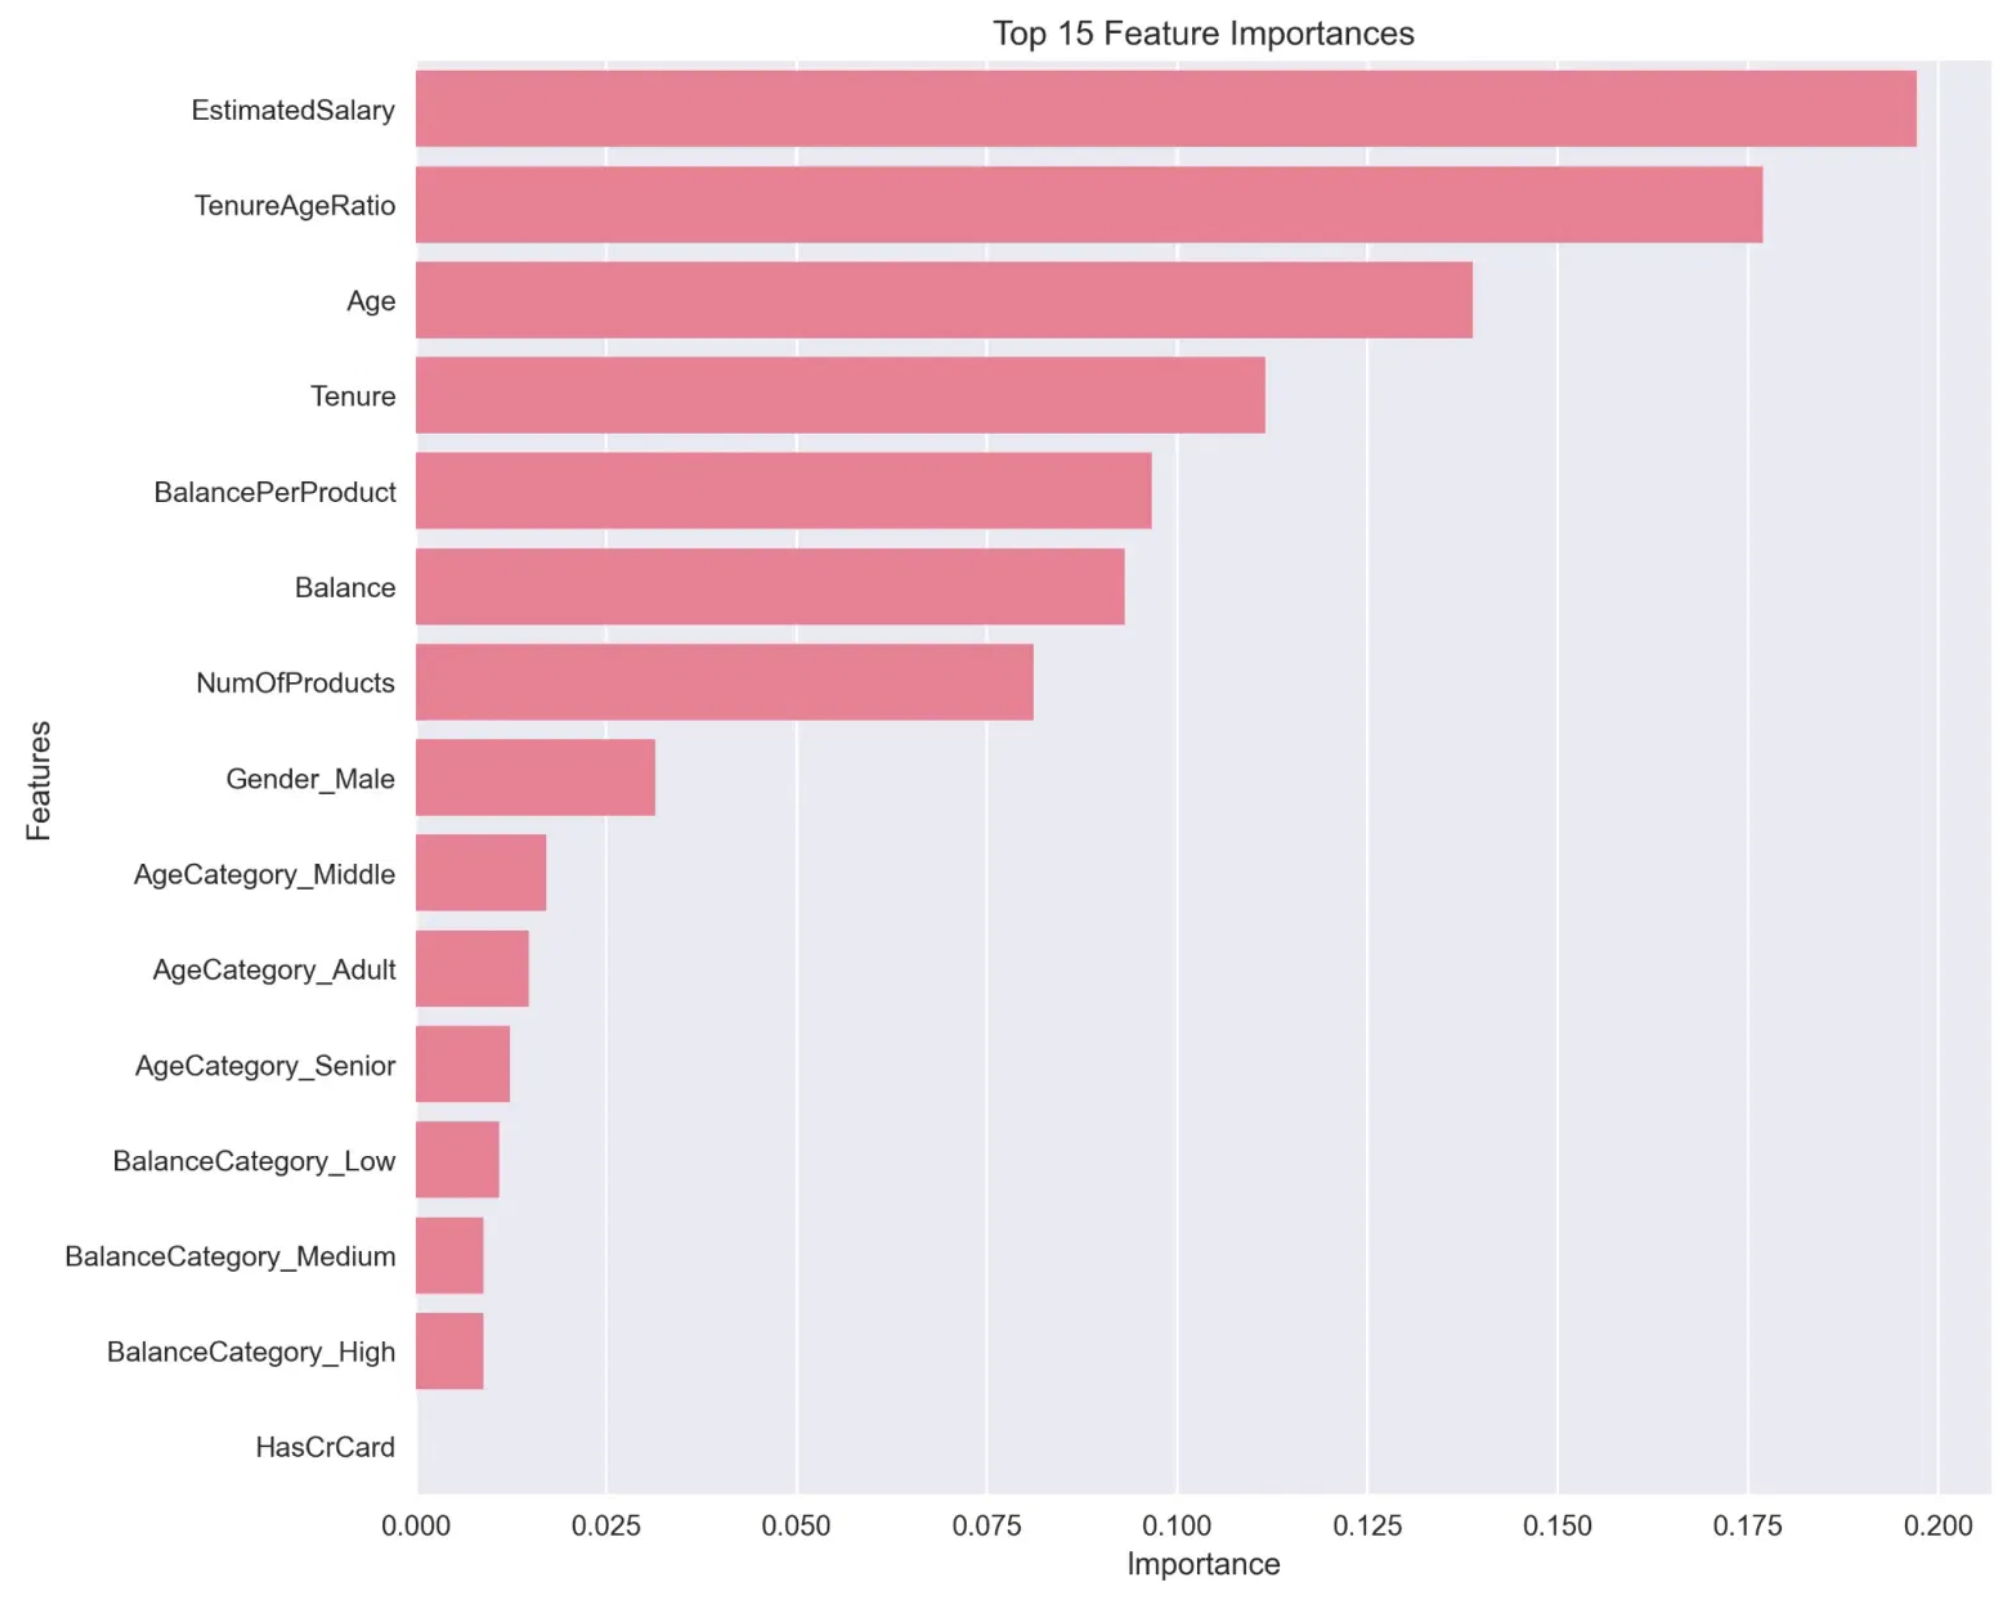 Top 15 Feature Importances
EstimatedSalary
TenureAgeRatio
Age
Tenure
BalancePerProduct
Balance
NumOfProducts
Gender_Male
AgeCategory_Middle
AgeCategory_Adult
AgeCategory_Senior
BalanceCategory_Low
BalanceCategory_Medium
BalanceCategory_High
HasCrCard
Features
0.000 0.025 0.050 0.075 0.100 0.125 0.150 0.175 0.200
Importance